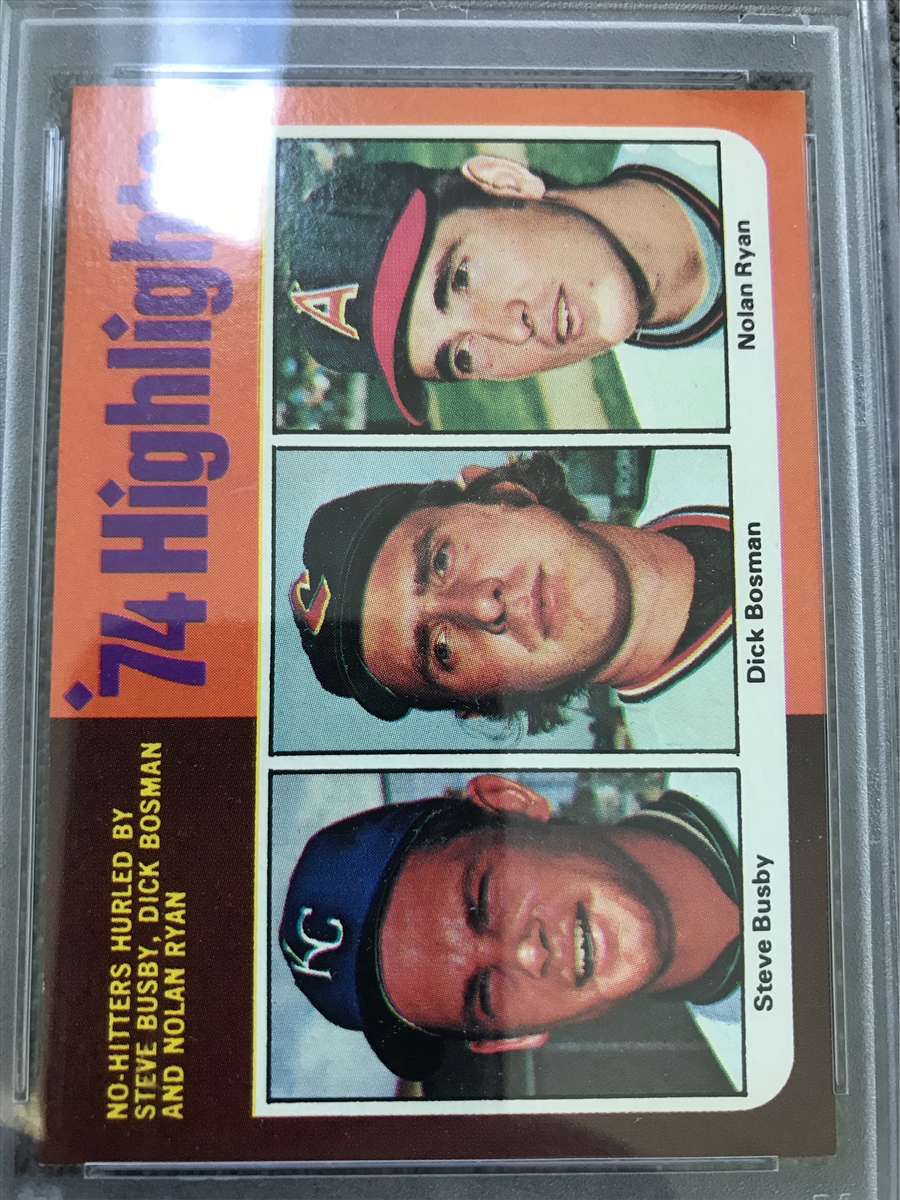 NO-HITTERS HURLED BY
STEVE BUSBY, DICK BOSMAN
AND NOLAN RYAN
'74 Highlights
KC
C
A
Steve Busby
Dick Bosman
Nolan Ryan